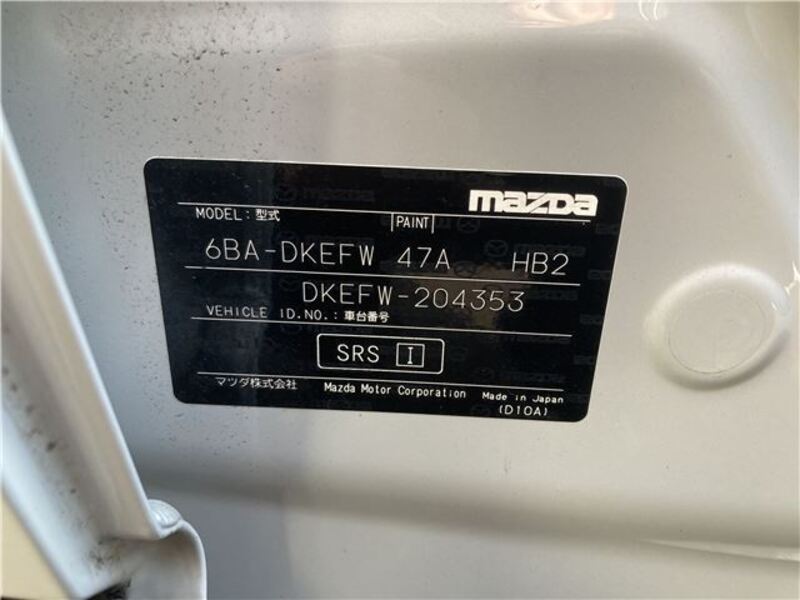 mazda
MODEL：型式 PAINT
6BA-DKEFW 47A HB2
DKEFW-204353
VEHICLE ID.NO.：車台番号
SRS I
マツダ株式会社 Mazda Motor Corporation Made in Japan
(D10A)